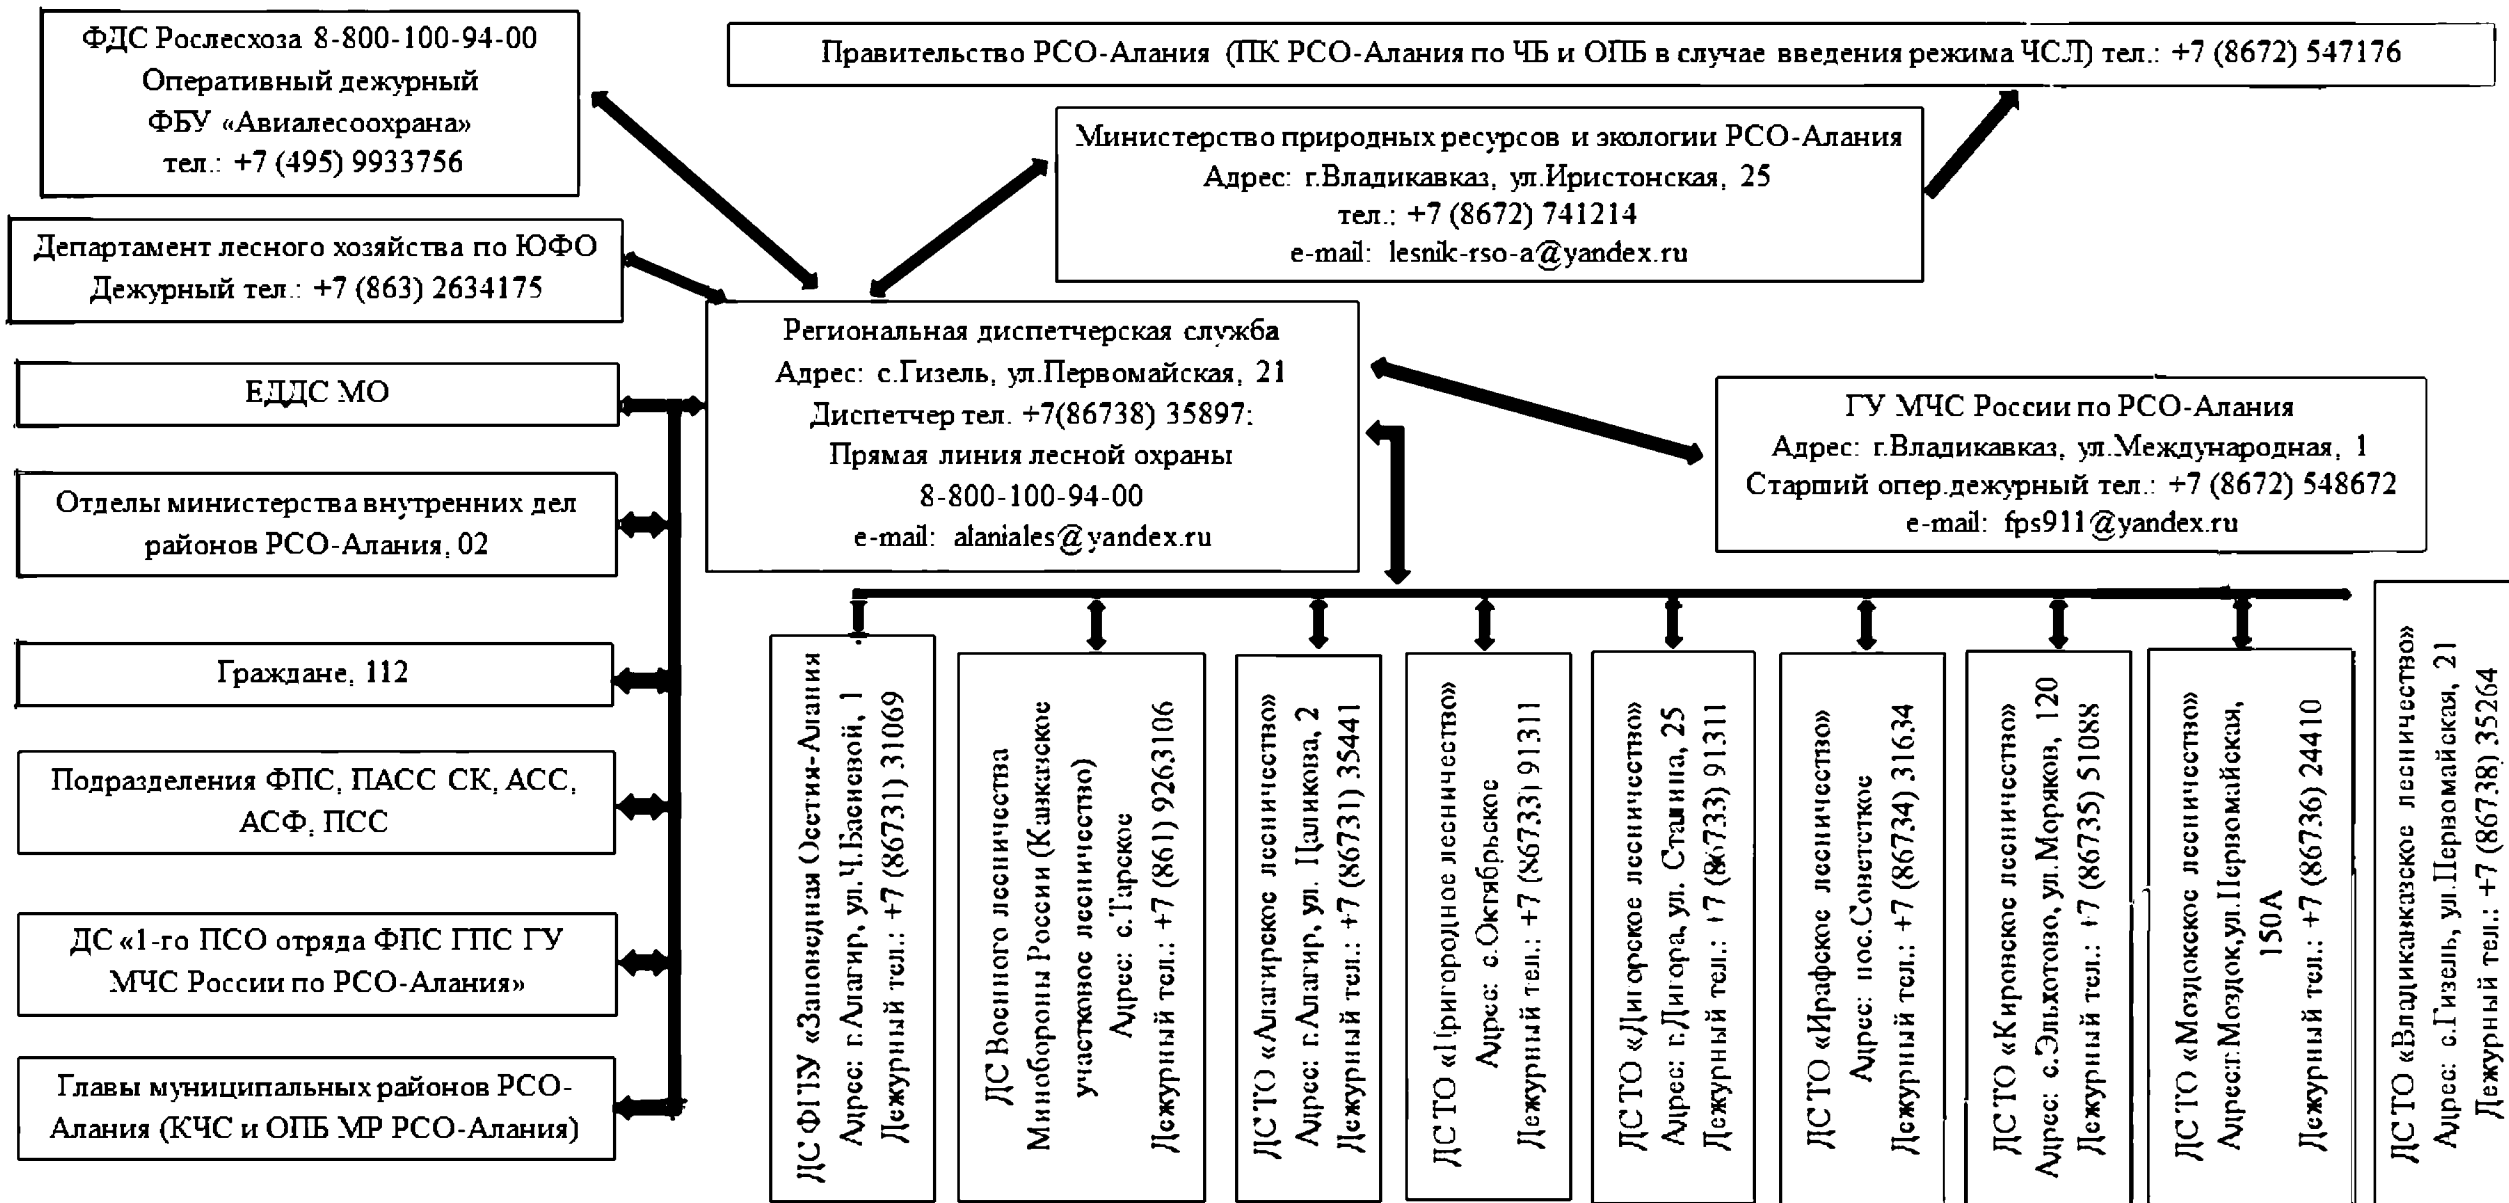 ФДС Рослесхоза 8-800-100-94-00
Оперативный дежурный
ФБУ «Авиалесоохрана»
тел.: +7 (495) 9933756
Правительство РСО-Алания (ПК РСО-Алания по ЧБ и ОПБ в случае введения режима ЧСЛ) тел.: +7 (8672) 547176
Министерство природных ресурсов и экологии РСО-Алания
Адрес: г.Владикавказ, ул.Иристонская, 25
тел.: +7 (8672) 741214
e-mail: lesnik-rso-a@yandex.ru
Департамент лесного хозяйства по ЮФО
Дежурный тел.: +7 (863) 2634175
Региональная диспетчерская служба
Адрес: с.Гизель, ул.Первомайская, 21
Диспетчер тел. +7(86738) 35897;
Прямая линия лесной охраны
8-800-100-94-00
e-mail: alaniales@yandex.ru
ГУ МЧС России по РСО-Алания
Адрес: г.Владикавказ, ул.Международная, 1
Старший опер.дежурный тел.: +7 (8672) 548672
e-mail: fps911@yandex.ru
ЕДДС МО
Отделы министерства внутренних дел
районов РСО-Алания, 02
Граждане, 112
Подразделения ФПС, ПАСС СК, АСС,
АСФ, ПСС
ДС «1-го ПСО отряда ФПС ГПС ГУ
МЧС России по РСО-Алания»
Главы муниципальных районов РСО-
Алания (КЧС и ОПБ МР РСО-Алания)
ДС ФГБУ «Заповедная Осетия-Алания
Адрес: г.Алагир, ул.Ч.Басиевой, 1
Дежурный тел.: +7 (86731) 31069
ДС Военного лесничества
Минобороны России (Кавказское
участковое лесничество)
Адрес: с.Тарское
Дежурный тел.: +7 (861) 9263106
ДС ТО «Алагирское лесничество»
Адрес: г.Алагир, ул. Цаликова, 2
Дежурный тел.: +7 (86731) 35441
ДС ТО «Пригородное лесничество»
Адрес: с.Октябрьское
Дежурный тел.: +7 (86733) 91311
ДС ТО «Дигорское лесничество»
Адрес: г.Дигора, ул. Сталина, 25
Дежурный тел.: +7 (86733) 91311
ДС ТО «Ирафское лесничество»
Адрес: пос.Советское
Дежурный тел.: +7 (86734) 31634
ДС ТО «Кировское лесничество»
Адрес: с.Эльхотово, ул.Моряков, 120
Дежурный тел.: +7 (86735) 51088
ДС ТО «Моздокское лесничество»
Адрес:г.Моздок,ул.Первомайская,
150А
Дежурный тел.: +7 (86736) 24410
ДС ТО «Владикавказское лесничество»
Адрес: с.Гизель, ул.Первомайская, 21
Дежурный тел.: +7 (86738) 35264